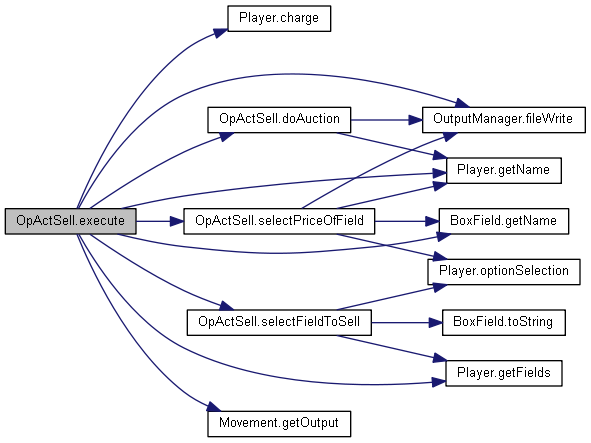 Player.charge
OpActSell.doAuction
OutputManager.fileWrite
Player.getName
OpActSell.execute
OpActSell.selectPriceOfField
BoxField.getName
Player.optionSelection
OpActSell.selectFieldToSell
BoxField.toString
Player.getFields
Movement.getOutput